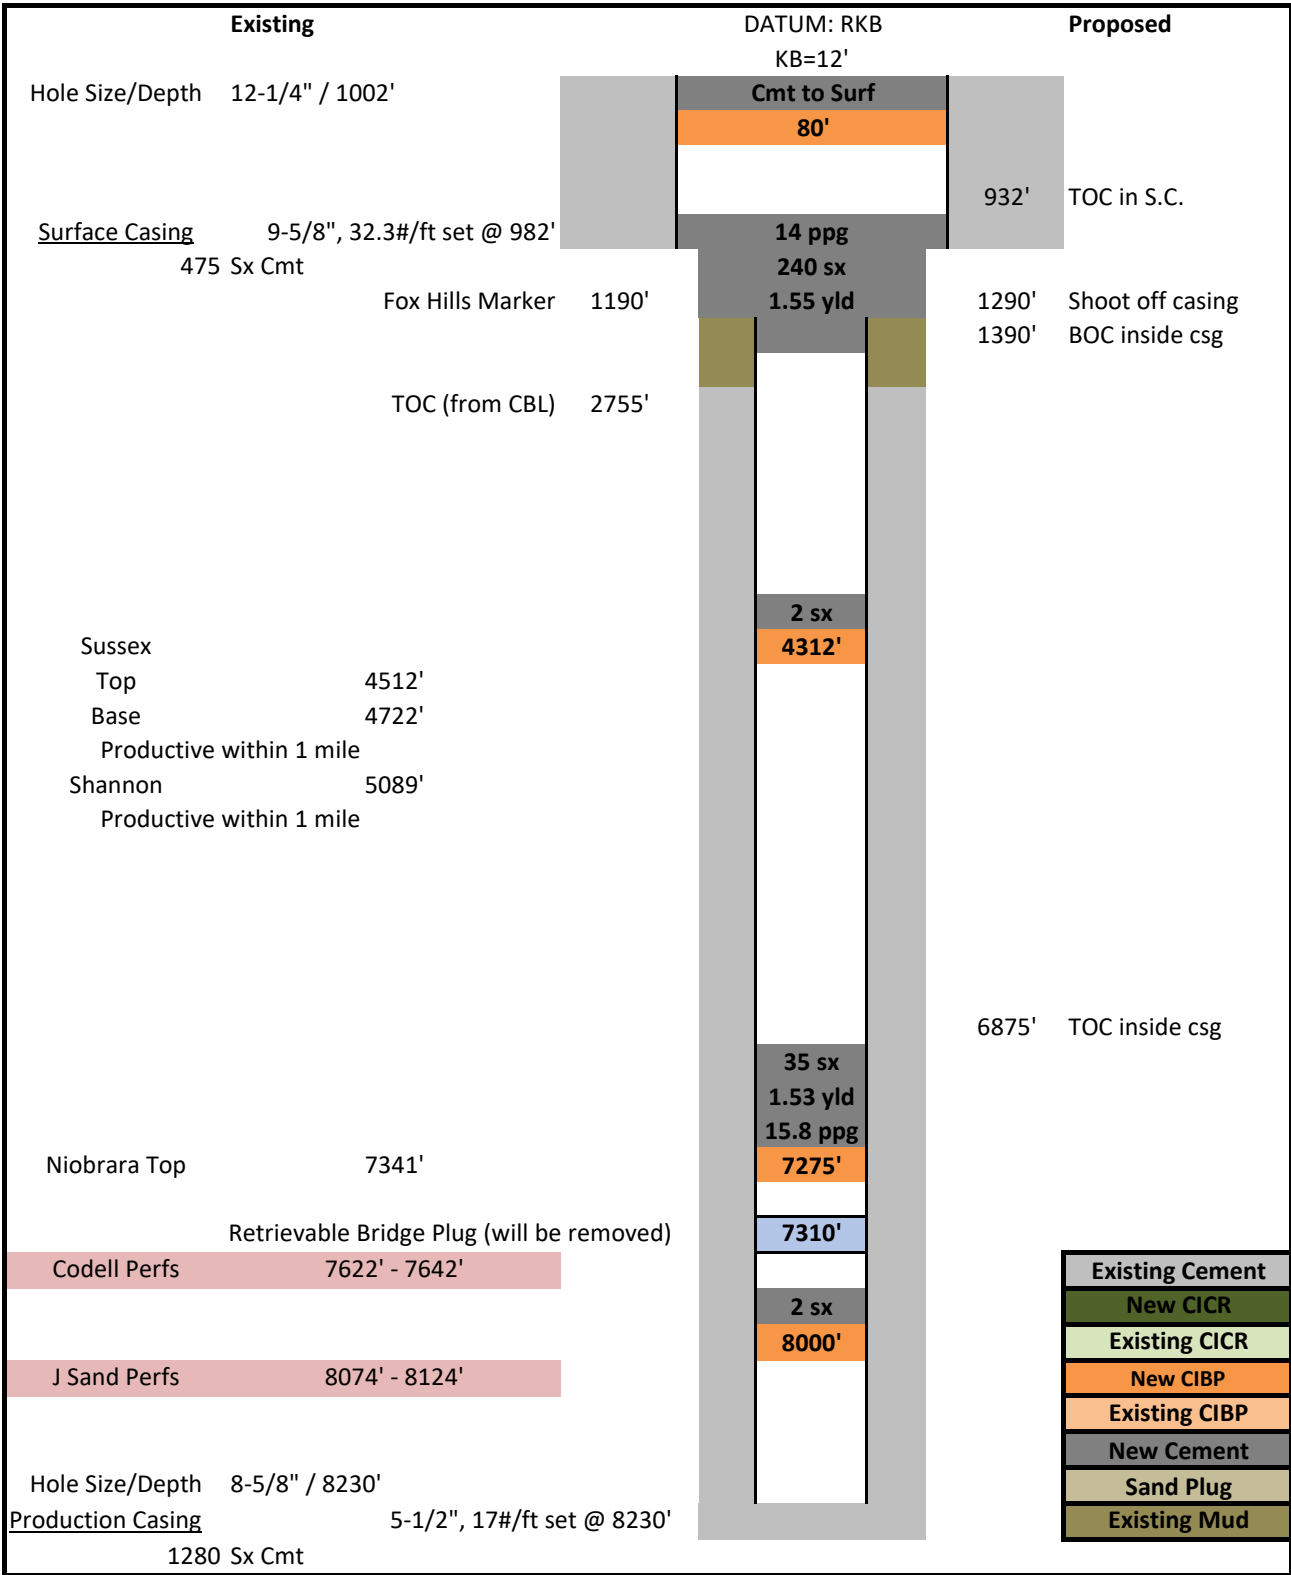 Existing DATUM: RKB Proposed
KB=12'
Hole Size/Depth 12-1/4" / 1002' Cmt to Surf
80'
932' TOC in S.C.
Surface Casing 9-5/8", 32.3#/ft set @ 982' 14 ppg
475 Sx Cmt 240 sx
Fox Hills Marker 1190' 1.55 yld 1290' Shoot off casing
1390' BOC inside csg
TOC (from CBL) 2755'
2 sx
Sussex 4312'
Top 4512'
Base 4722'
Productive within 1 mile
Shannon 5089'
Productive within 1 mile
6875' TOC inside csg
35 sx
1.53 yld
15.8 ppg
Niobrara Top 7341' 7275'
Retrievable Bridge Plug (will be removed) 7310'
Codell Perfs 7622' - 7642' Existing Cement
2 sx New CICR
8000' Existing CICR
J Sand Perfs 8074' - 8124' New CIBP
Existing CIBP
New Cement
Hole Size/Depth 8-5/8" / 8230' Sand Plug
Production Casing 5-1/2", 17#/ft set @ 8230' Existing Mud
1280 Sx Cmt